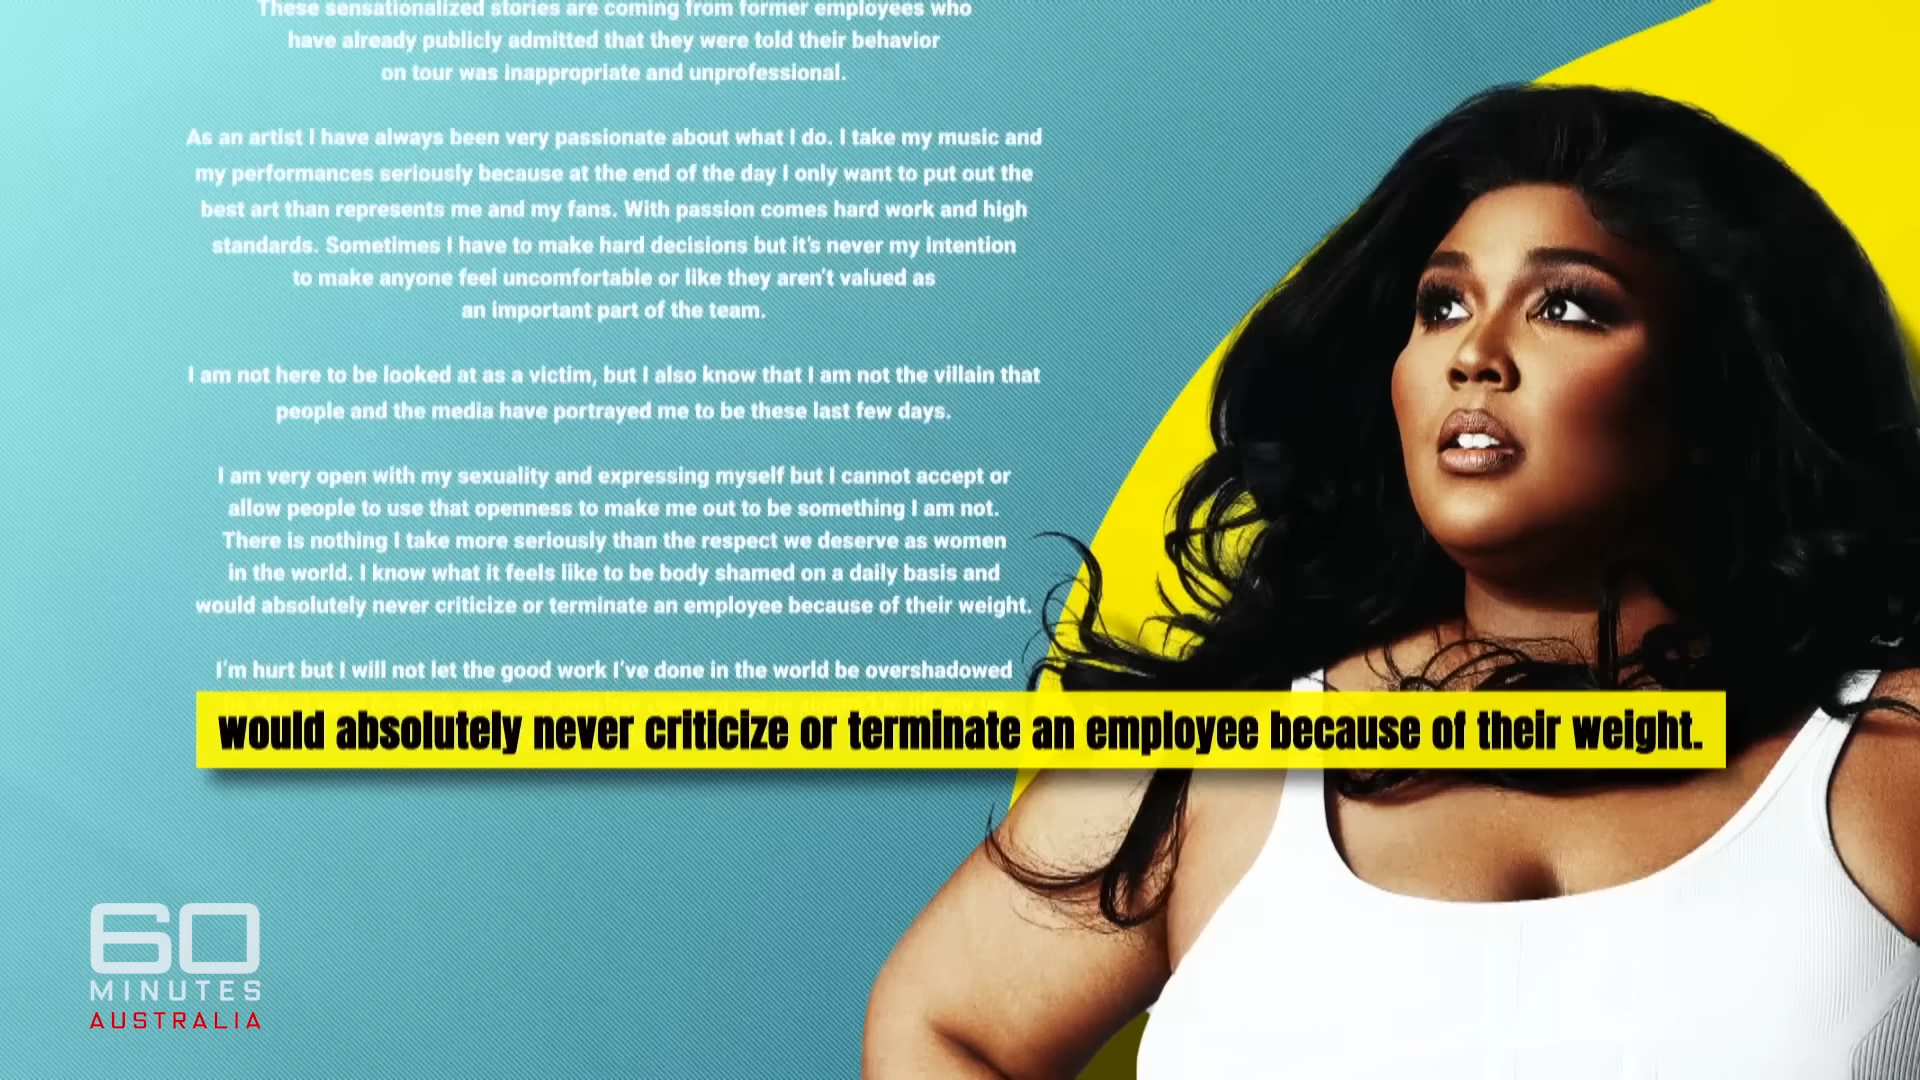 These sensationalized stories are coming from former employees who
have already publicly admitted that they were told their behavior
on tour was inappropriate and unprofessional.
As an artist I have always been very passionate about what I do. I take my music and
my performances seriously because at the end of the day I only want to put out the
best art than represents me and my fans. With passion comes hard work and high
standards. Sometimes I have to make hard decisions but it's never my intention
to make anyone feel uncomfortable or like they aren't valued as
an important part of the team.
I am not here to be looked at as a victim, but I also know that I am not the villain that
people and the media have portrayed me to be these last few days.
I am very open with my sexuality and expressing myself but I cannot accept or
allow people to use that openness to make me out to be something I am not.
There is nothing I take more seriously than the respect we deserve as women
in the world. I know what it feels like to be body shamed on a daily basis and
would absolutely never criticize or terminate an employee because of their weight.
I'm hurt but I will not let the good work I've done in the world be overshadowed
would absolutely never criticize or terminate an employee because of their weight.
60
MINUTES
AUSTRALIA